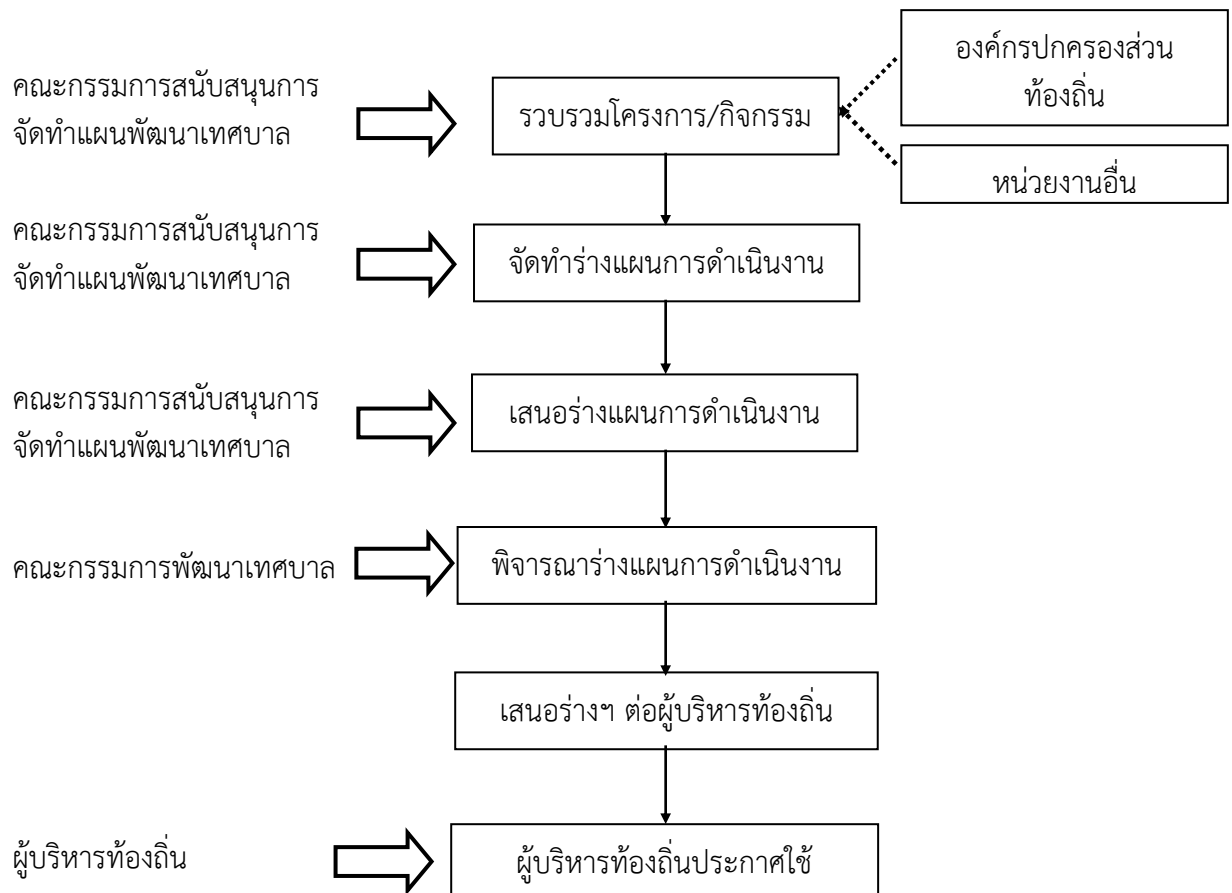 องค์กรปกครองส่วน
ท้องถิ่น
คณะกรรมการสนับสนุนการ
จัดทำแผนพัฒนาเทศบาล
รวบรวมโครงการ/กิจกรรม
หน่วยงานอื่น
คณะกรรมการสนับสนุนการ
จัดทำแผนพัฒนาเทศบาล
จัดทำร่างแผนการดำเนินงาน
คณะกรรมการสนับสนุนการ
จัดทำแผนพัฒนาเทศบาล
เสนอร่างแผนการดำเนินงาน
คณะกรรมการพัฒนาเทศบาล
พิจารณาร่างแผนการดำเนินงาน
เสนอร่างฯ ต่อผู้บริหารท้องถิ่น
ผู้บริหารท้องถิ่น
ผู้บริหารท้องถิ่นประกาศใช้